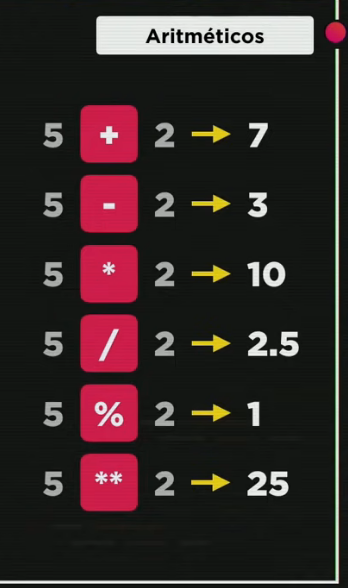 Aritméticos
5 + 2 → 7
5 - 2 → 3
5 * 2 → 10
5 / 2 → 2.5
5 % 2 → 1
5 ** 2 → 25